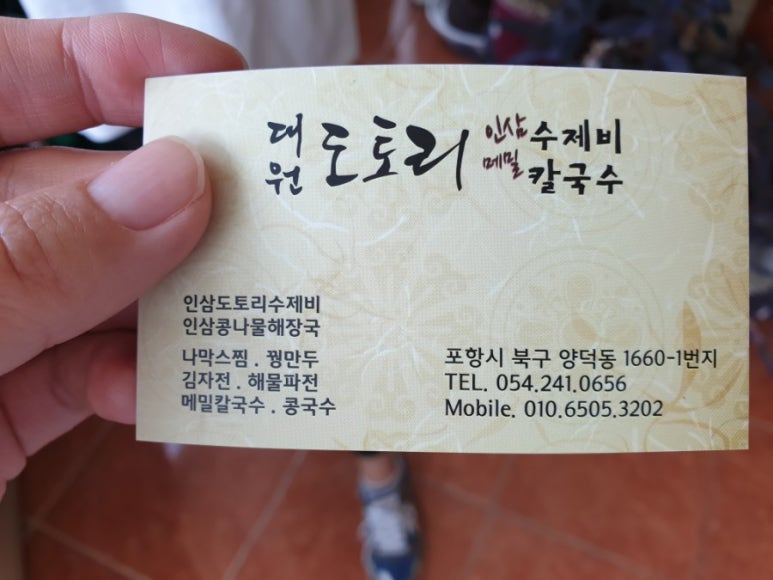 대원 도토리 인삼 수제비
메밀 칼국수
인삼도토리수제비
인삼콩나물해장국
나막스찜 . 꿩만두
김자전 . 해물파전
메밀칼국수 . 콩국수
포항시 북구 양덕동 1660-1번지
TEL. 054.241.0656
Mobile. 010.6505.3202